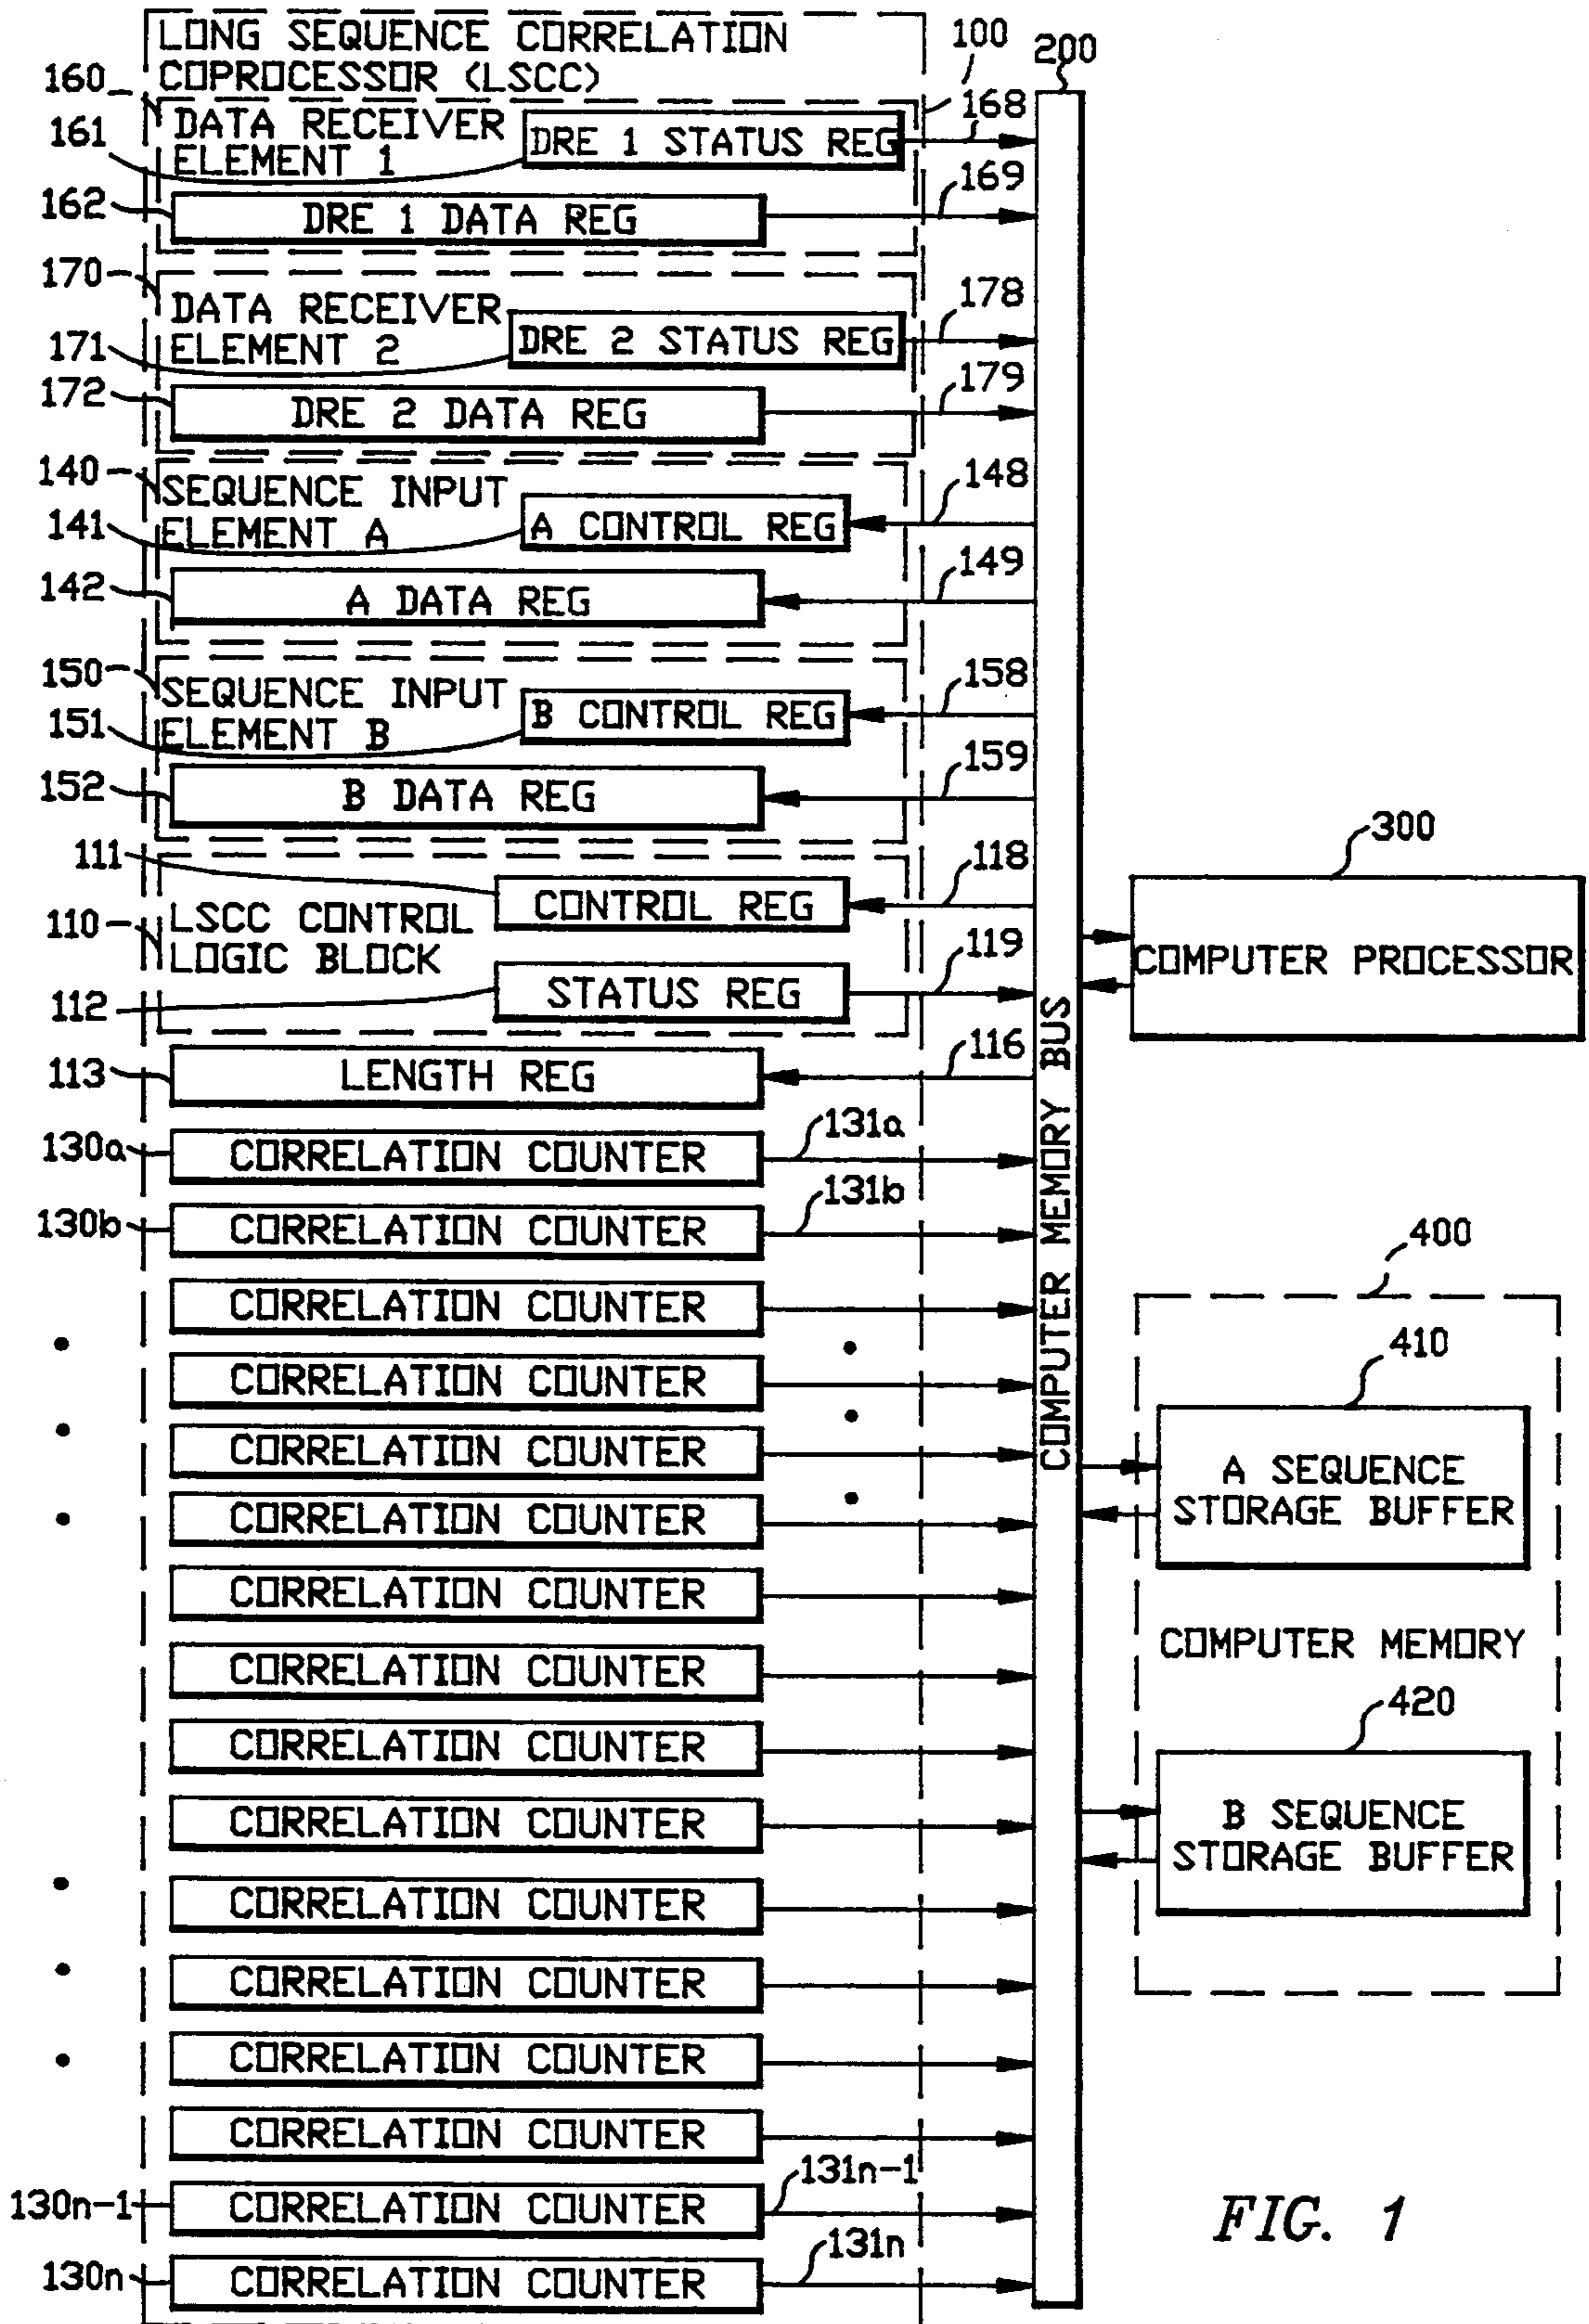 LONG SEQUENCE CORRELATION
COPROCESSOR (LSCC)
100
200
160
DATA RECEIVER
ELEMENT 1
161
DRE 1 STATUS REG
168
162
DRE 1 DATA REG
169
170
DATA RECEIVER
ELEMENT 2
171
DRE 2 STATUS REG
178
172
DRE 2 DATA REG
179
140
SEQUENCE INPUT
ELEMENT A
141
A CONTROL REG
148
142
A DATA REG
149
150
SEQUENCE INPUT
ELEMENT B
151
B CONTROL REG
158
152
B DATA REG
159
111
CONTROL REG
118
110
LSCC CONTROL
LOGIC BLOCK
112
STATUS REG
119
113
LENGTH REG
116
130a
CORRELATION COUNTER
131a
130b
CORRELATION COUNTER
131b
CORRELATION COUNTER
CORRELATION COUNTER
CORRELATION COUNTER
CORRELATION COUNTER
CORRELATION COUNTER
CORRELATION COUNTER
CORRELATION COUNTER
CORRELATION COUNTER
CORRELATION COUNTER
CORRELATION COUNTER
CORRELATION COUNTER
CORRELATION COUNTER
130n-1
CORRELATION COUNTER
131n-1
130n
CORRELATION COUNTER
131n
COMPUTER MEMORY BUS
300
COMPUTER PROCESSOR
400
410
A SEQUENCE
STORAGE BUFFER
COMPUTER MEMORY
420
B SEQUENCE
STORAGE BUFFER
FIG. 1